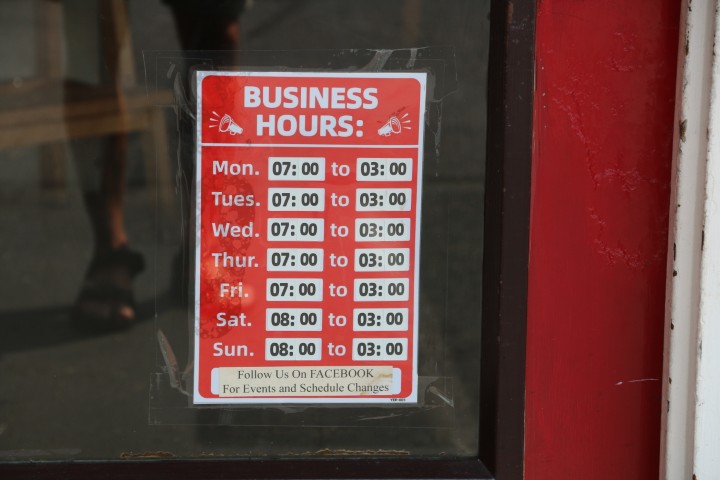 BUSINESS
HOURS:
Mon. 07: 00 to 03: 00
Tues. 07: 00 to 03: 00
Wed. 07: 00 to 03: 00
Thur. 07: 00 to 03: 00
Fri. 07: 00 to 03: 00
Sat. 08: 00 to 03: 00
Sun. 08: 00 to 03: 00
Follow Us On FACEBOOK
For Events and Schedule Changes